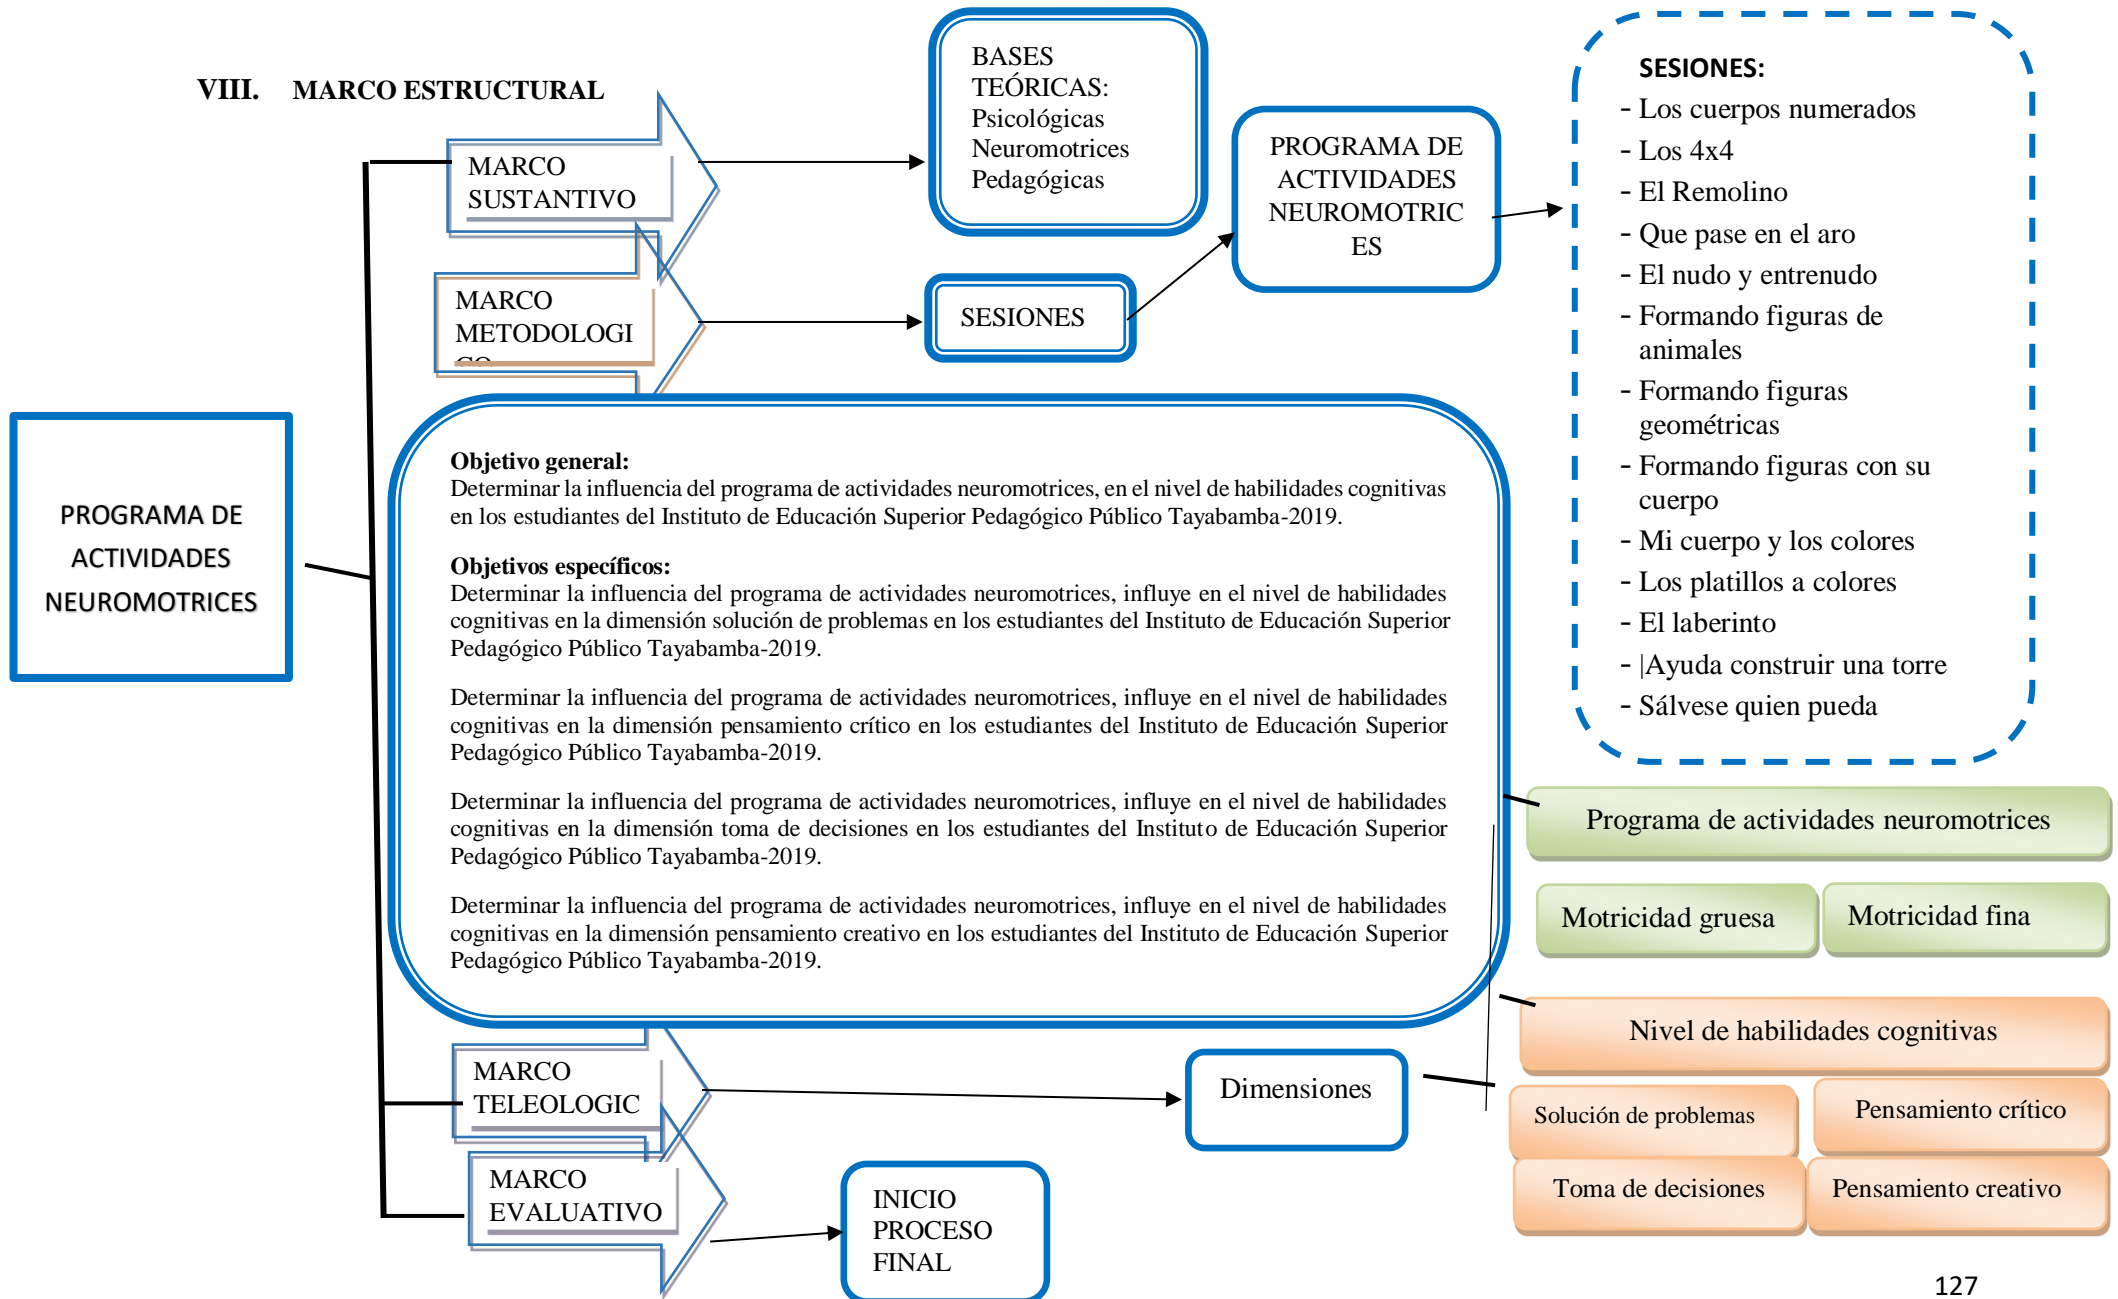 VIII. MARCO ESTRUCTURAL
PROGRAMA DE
ACTIVIDADES
NEUROMOTRICES
MARCO
SUSTANTIVO
BASES
TEÓRICAS:
Psicológicas
Neuromotrices
Pedagógicas
MARCO
METODOLOGI
CO
SESIONES
PROGRAMA DE
ACTIVIDADES
NEUROMOTRIC
ES
SESIONES:
- Los cuerpos numerados
- Los 4x4
- El Remolino
- Que pase en el aro
- El nudo y entrenudo
- Formando figuras de
animales
- Formando figuras
geométricas
- Formando figuras con su
cuerpo
- Mi cuerpo y los colores
- Los platillos a colores
- El laberinto
- |Ayuda construir una torre
- Sálvese quien pueda
Objetivo general:
Determinar la influencia del programa de actividades neuromotrices, en el nivel de habilidades cognitivas
en los estudiantes del Instituto de Educación Superior Pedagógico Público Tayabamba-2019.
Objetivos específicos:
Determinar la influencia del programa de actividades neuromotrices, influye en el nivel de habilidades
cognitivas en la dimensión solución de problemas en los estudiantes del Instituto de Educación Superior
Pedagógico Público Tayabamba-2019.
Determinar la influencia del programa de actividades neuromotrices, influye en el nivel de habilidades
cognitivas en la dimensión pensamiento crítico en los estudiantes del Instituto de Educación Superior
Pedagógico Público Tayabamba-2019.
Determinar la influencia del programa de actividades neuromotrices, influye en el nivel de habilidades
cognitivas en la dimensión toma de decisiones en los estudiantes del Instituto de Educación Superior
Pedagógico Público Tayabamba-2019.
Determinar la influencia del programa de actividades neuromotrices, influye en el nivel de habilidades
cognitivas en la dimensión pensamiento creativo en los estudiantes del Instituto de Educación Superior
Pedagógico Público Tayabamba-2019.
Programa de actividades neuromotrices
Motricidad gruesa
Motricidad fina
Nivel de habilidades cognitivas
Solución de problemas
Pensamiento crítico
Toma de decisiones
Pensamiento creativo
MARCO
TELEOLOGIC
Dimensiones
MARCO
EVALUATIVO
INICIO
PROCESO
FINAL
127